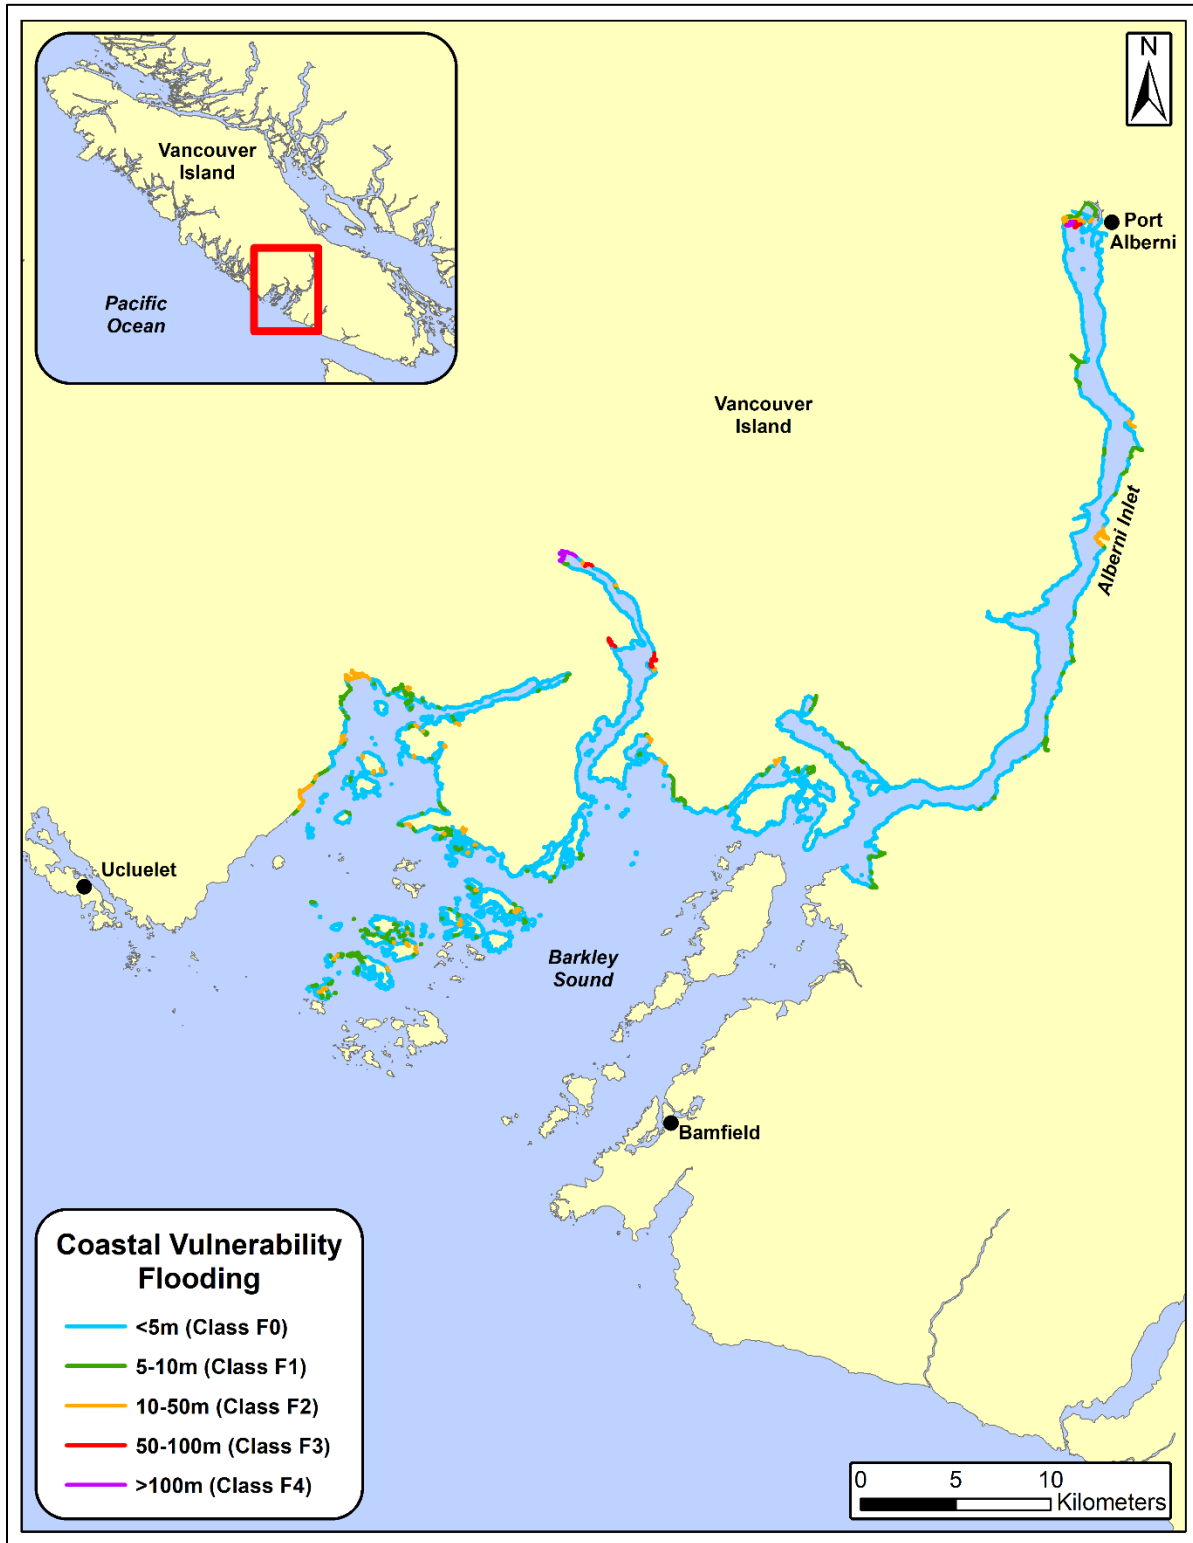 Vancouver
Island
Pacific
Ocean
N
Port
Alberni
Vancouver
Island
Alberni Inlet
Ucluelet
Barkley
Sound
Bamfield
Coastal Vulnerability
Flooding
<5m (Class F0)
5-10m (Class F1)
10-50m (Class F2)
50-100m (Class F3)
>100m (Class F4)
0 5 10
Kilometers